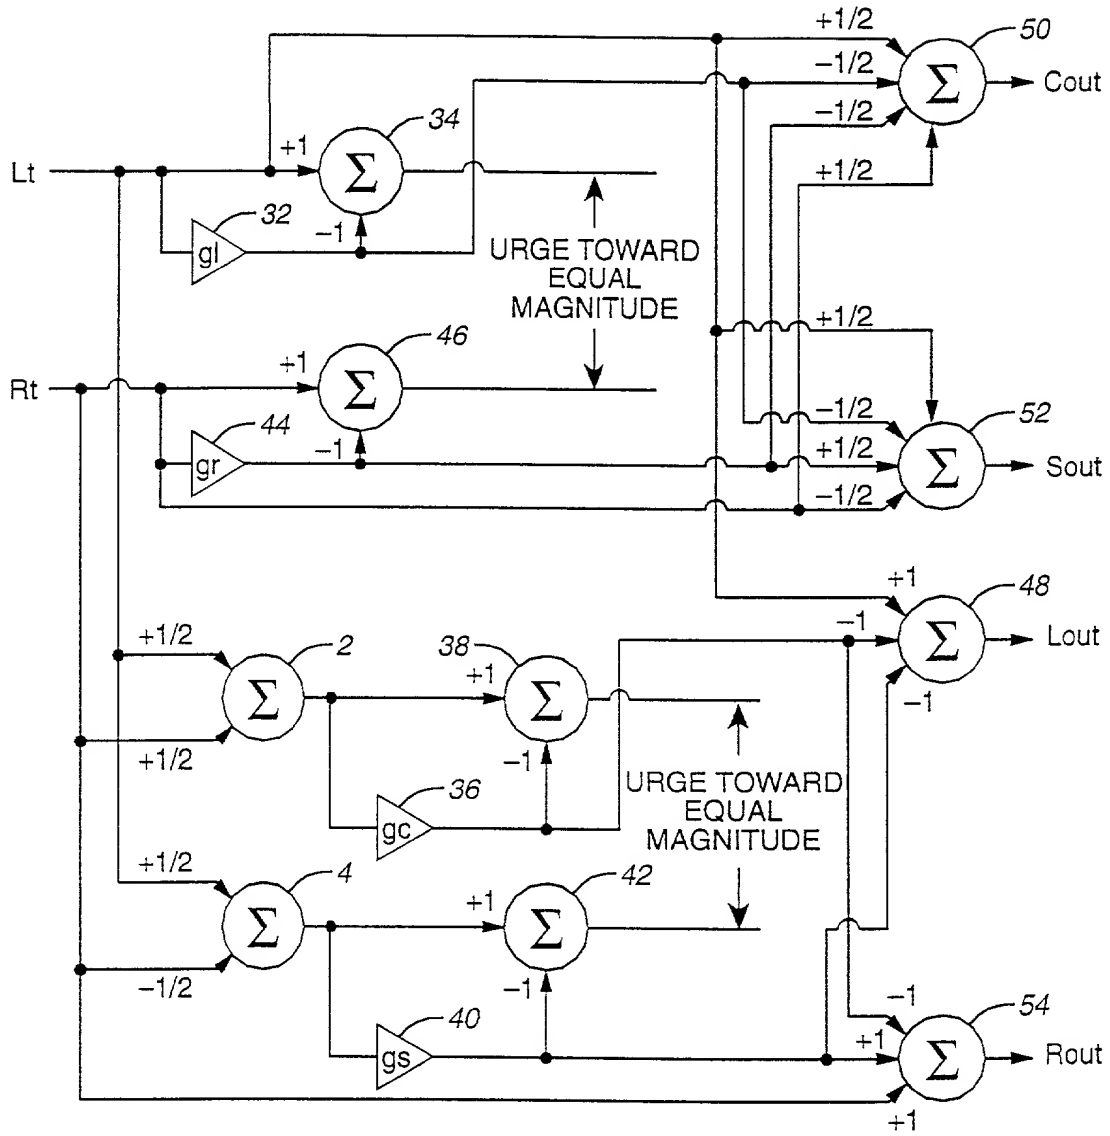 +1/2
50
−1/2
Cout
34
−1/2
+1
Σ
Σ
Lt
+1/2
32
−1
gl
URGE TOWARD
EQUAL
MAGNITUDE
46
+1/2
+1
Rt
Σ
44
−1/2
52
−1
gr
+1/2
Σ
Sout
−1/2
+1
48
+1/2
2
38
−1
Σ
Lout
+1
Σ
Σ
−1
+1/2
−1
36
URGE TOWARD
EQUAL
MAGNITUDE
gc
+1/2
4
42
+1
Σ
Σ
−1/2
−1
−1
54
40
+1
gs
Σ
Rout
+1